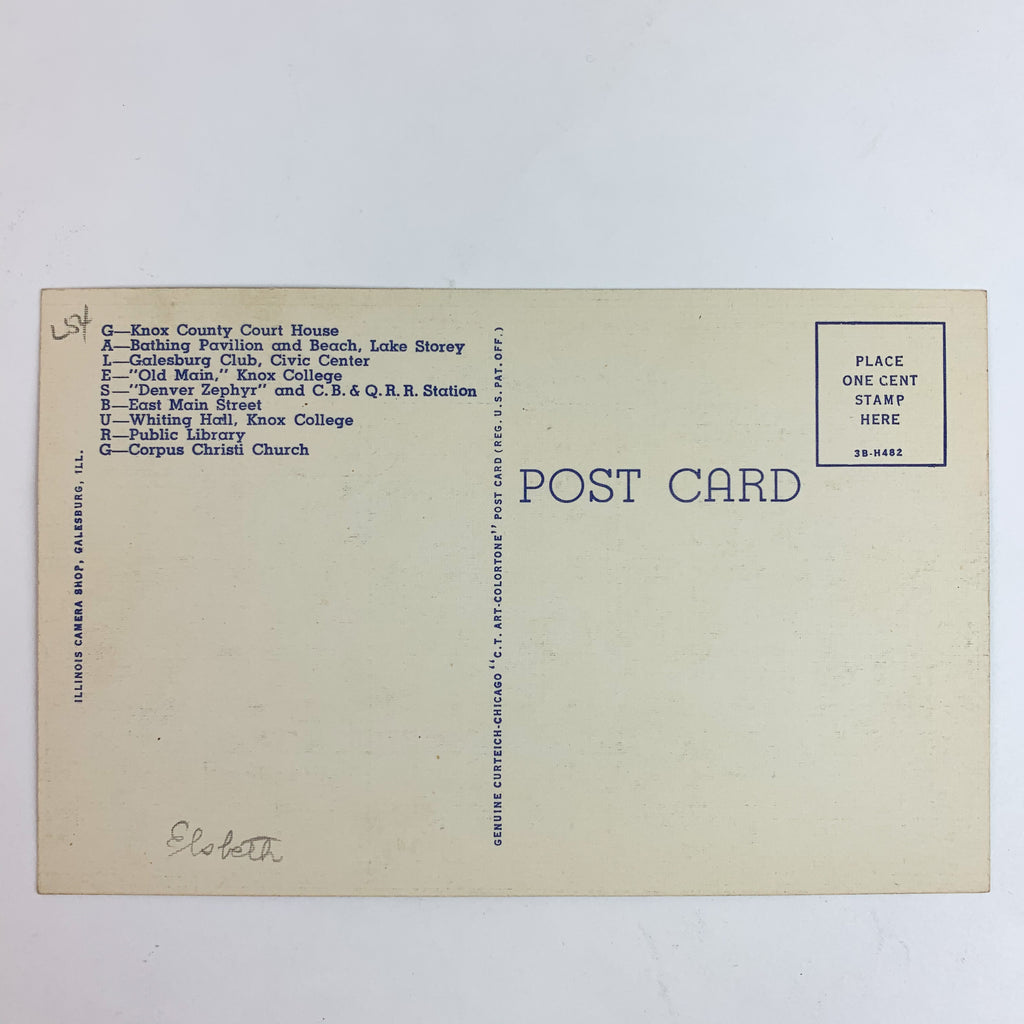 G—Knox County Court House
A—Bathing Pavilion and Beach, Lake Storey
L—Galesburg Club, Civic Center
E—"Old Main," Knox College
S—"Denver Zephyr" and C.B. & Q.R.R. Station
B—East Main Street
U—Whiting Hall, Knox College
R—Public Library
G—Corpus Christi Church
ILLINOIS CAMERA SHOP, GALESBURG, ILL.
Elsbeth
GENUINE CURTEICH-CHICAGO "C.T. ART-COLORTONE" POST CARD (REG. U.S. PAT. OFF.)
POST CARD
PLACE
ONE CENT
STAMP
HERE
3B-H482